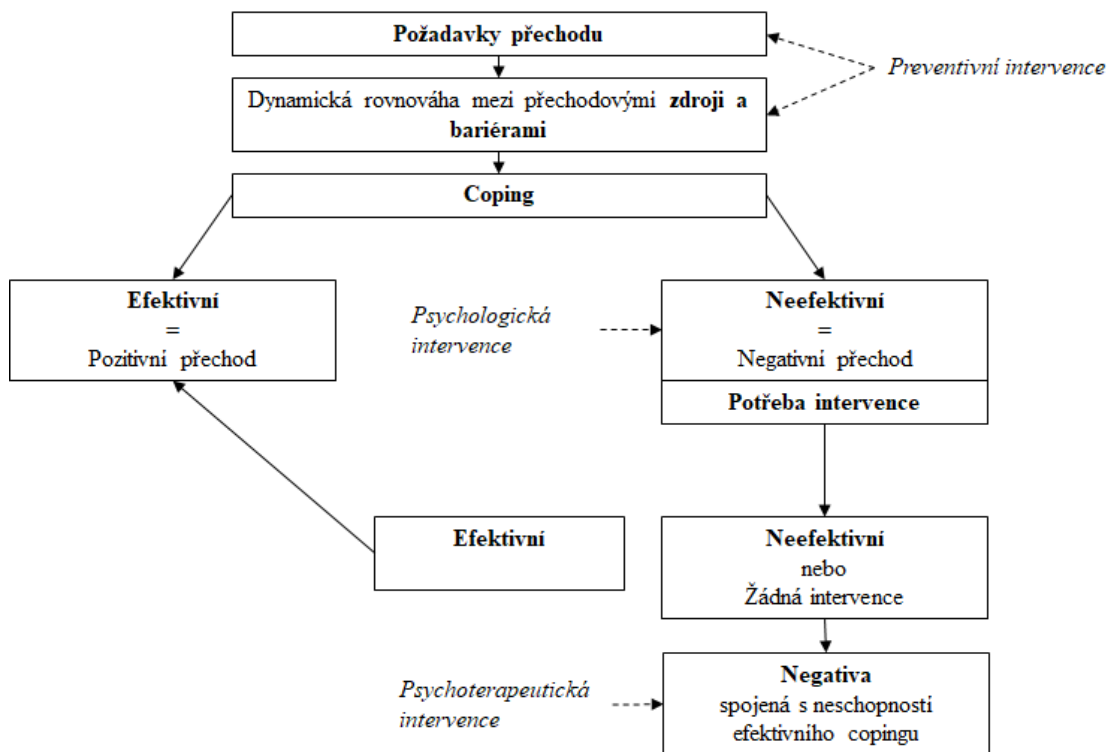 Požadavky přechodu
Preventivní intervence
Dynamická rovnováha mezi přechodovými zdroji a
bariérami
Coping
Efektivní
=
Pozitivní přechod
Psychologická
intervence
Neefektivní
=
Negativní přechod
Potřeba intervence
Efektivní
Neefektivní
nebo
Žádná intervence
Psychoterapeutická
intervence
Negativa
spojená s neschopností
efektivního copingu